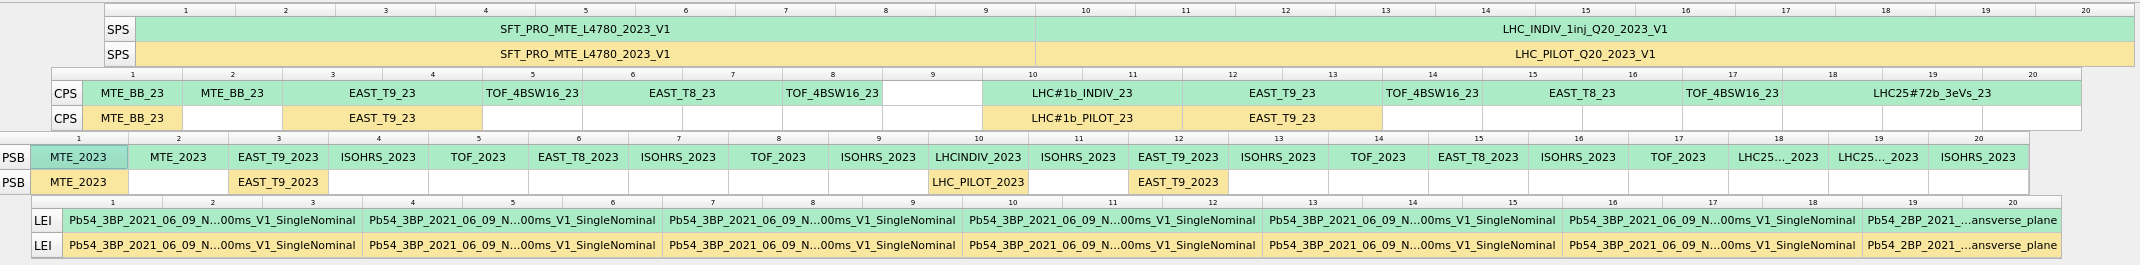 1 2 3 4 5 6 7 8 9 10 11 12 13 14 15 16 17 18 19 20
SPS SFT_PRO_MTE_L4780_2023_V1 LHC_INDIV_1inj_Q20_2023_V1
SPS SFT_PRO_MTE_L4780_2023_V1 LHC_PILOT_Q20_2023_V1
1 2 3 4 5 6 7 8 9 10 11 12 13 14 15 16 17 18 19 20
CPS MTE_BB_23 MTE_BB_23 EAST_T9_23 TOF_4BSW16_23 EAST_T8_23 TOF_4BSW16_23 LHC#1b_INDIV_23 EAST_T9_23 TOF_4BSW16_23 EAST_T8_23 TOF_4BSW16_23 LHC25#72b_3eVs_23
CPS MTE_BB_23 EAST_T9_23 LHC#1b_PILOT_23 EAST_T9_23
1 2 3 4 5 6 7 8 9 10 11 12 13 14 15 16 17 18 19 20
PSB MTE_2023 MTE_2023 EAST_T9_2023 ISOHRS_2023 TOF_2023 EAST_T8_2023 ISOHRS_2023 TOF_2023 ISOHRS_2023 LHCINDIV_2023 ISOHRS_2023 EAST_T9_2023 ISOHRS_2023 TOF_2023 EAST_T8_2023 ISOHRS_2023 TOF_2023 LHC25..._2023 LHC25..._2023 ISOHRS_2023
PSB MTE_2023 EAST_T9_2023 LHC_PILOT_2023 EAST_T9_2023
1 2 3 4 5 6 7 8 9 10 11 12 13 14 15 16 17 18 19 20
LEI Pb54_3BP_2021_06_09_N...00ms_V1_SingleNominal Pb54_3BP_2021_06_09_N...00ms_V1_SingleNominal Pb54_3BP_2021_06_09_N...00ms_V1_SingleNominal Pb54_3BP_2021_06_09_N...00ms_V1_SingleNominal Pb54_3BP_2021_06_09_N...00ms_V1_SingleNominal Pb54_3BP_2021_06_09_N...00ms_V1_SingleNominal Pb54_2BP_2021_...ansverse_plane
LEI Pb54_3BP_2021_06_09_N...00ms_V1_SingleNominal Pb54_3BP_2021_06_09_N...00ms_V1_SingleNominal Pb54_3BP_2021_06_09_N...00ms_V1_SingleNominal Pb54_3BP_2021_06_09_N...00ms_V1_SingleNominal Pb54_3BP_2021_06_09_N...00ms_V1_SingleNominal Pb54_3BP_2021_06_09_N...00ms_V1_SingleNominal Pb54_2BP_2021_...ansverse_plane